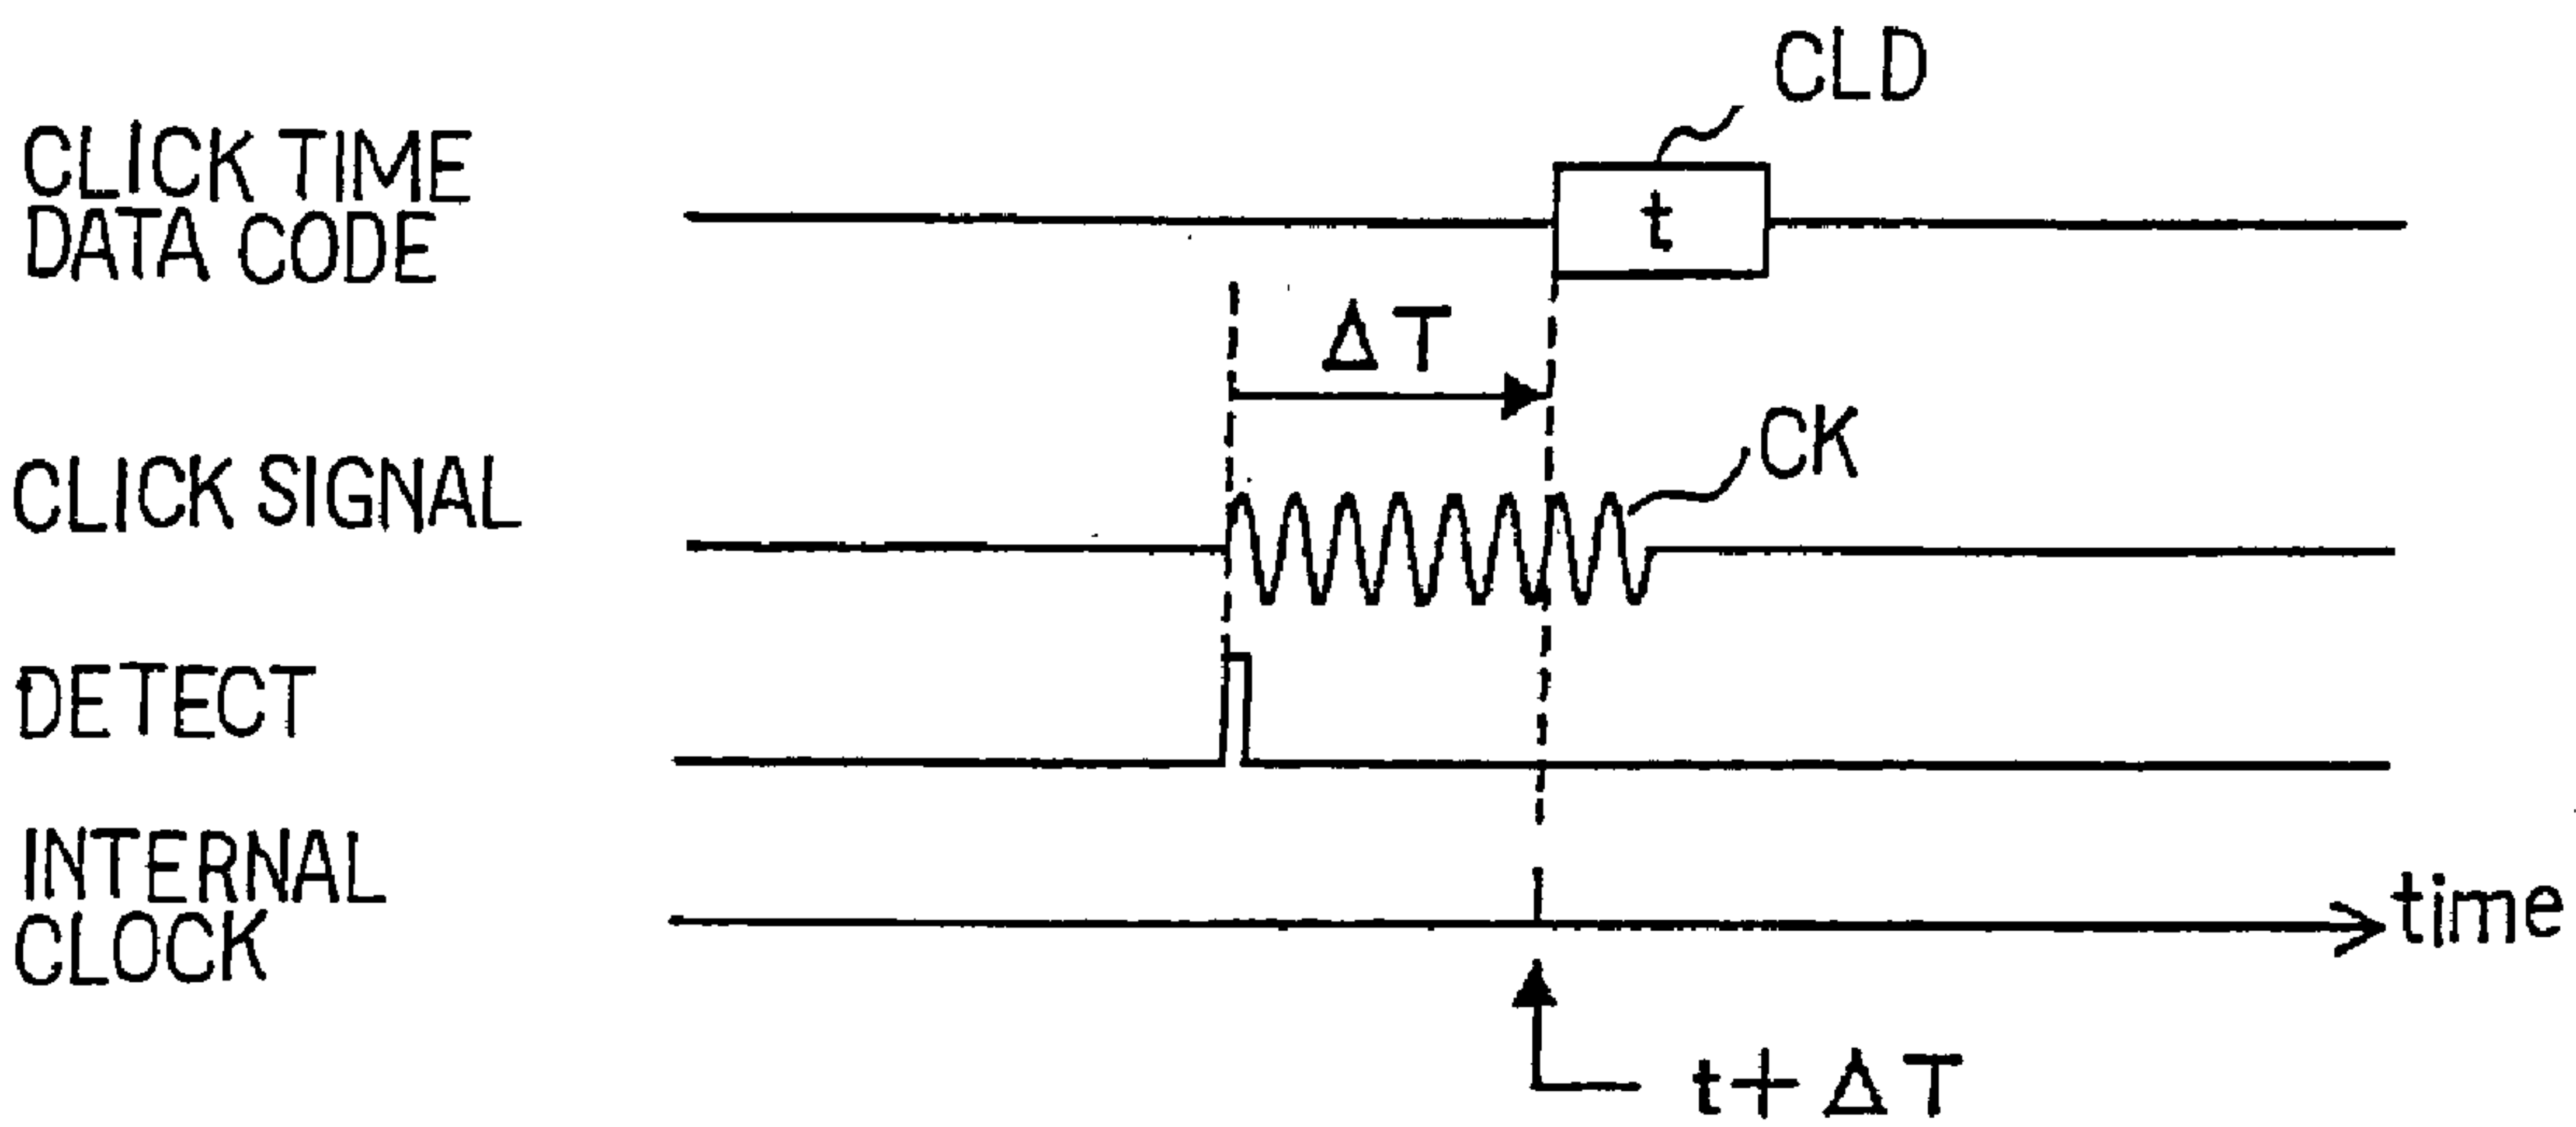 CLD
CLICK TIME
DATA CODE
t
ΔT
CK
CLICK SIGNAL
DETECT
INTERNAL
CLOCK
time
t+ΔT